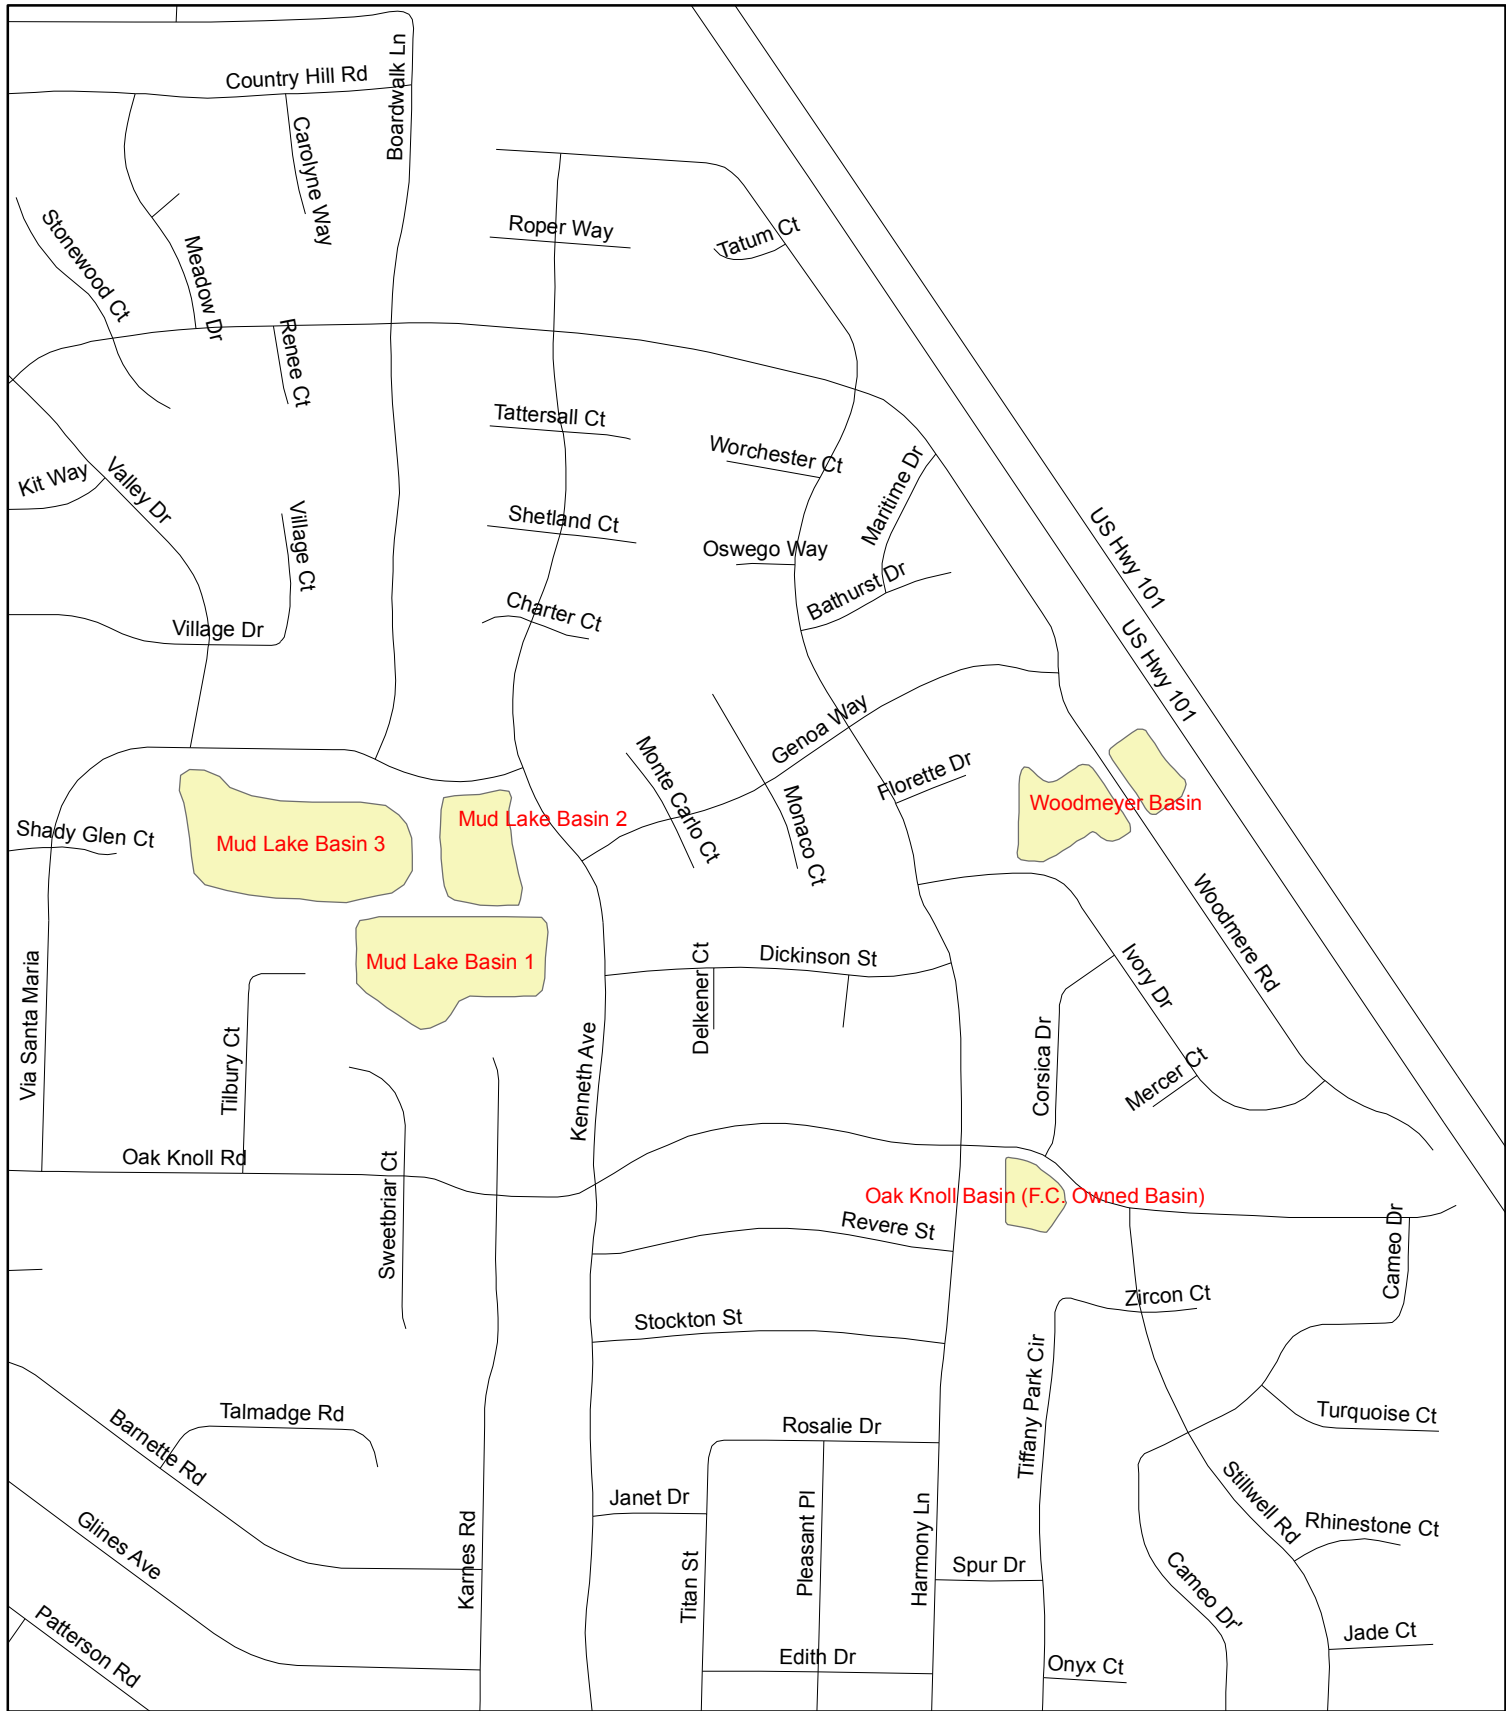 Country Hill Rd
Boardwalk Ln
Carolyne Way
Stonewood Ct
Meadow Dr
Roper Way
Tatum Ct
Renee Ct
Tattersall Ct
Worchester Ct
Maritime Dr
Kit Way
Valley Dr
Village Ct
Shetland Ct
Oswego Way
US Hwy 101
Bathurst Dr
Charter Ct
Village Dr
US Hwy 101
Genoa Way
Monte Carlo Ct
Florette Dr
Monaco Ct
Woodmeyer Basin
Mud Lake Basin 2
Shady Glen Ct
Mud Lake Basin 3
Woodmere Rd
Mud Lake Basin 1
Dickinson St
Delkener Ct
Ivory Dr
Via Santa Maria
Tilbury Ct
Kenneth Ave
Corsica Dr
Mercer Ct
Oak Knoll Rd
Sweetbriar Ct
Oak Knoll Basin (F.C. Owned Basin)
Revere St
Cameo Dr
Zircon Ct
Stockton St
Tiffany Park Cir
Talmadge Rd
Turquoise Ct
Barnette Rd
Rosalie Dr
Stillwell Rd
Janet Dr
Pleasant Pl
Harmony Ln
Rhinestone Ct
Glines Ave
Karnes Rd
Titan St
Spur Dr
Cameo Dr'
Patterson Rd
Edith Dr
Onyx Ct
Jade Ct